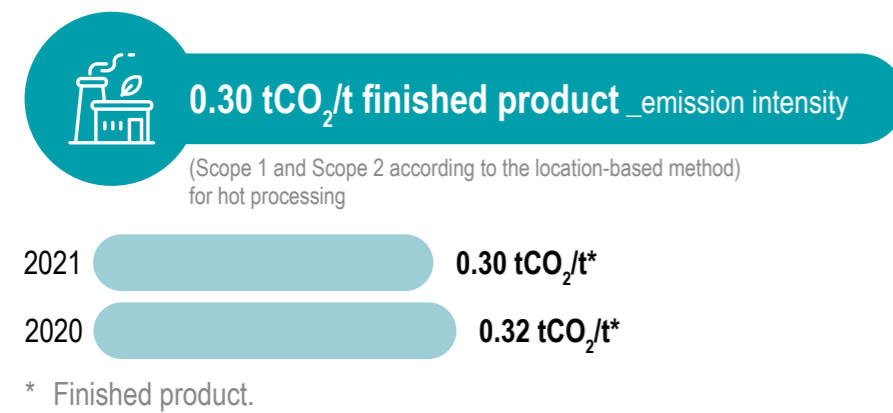 0.30 tCO₂/t finished product _emission intensity
(Scope 1 and Scope 2 according to the location-based method)
for hot processing
2021 0.30 tCO₂/t*
2020 0.32 tCO₂/t*
* Finished product.